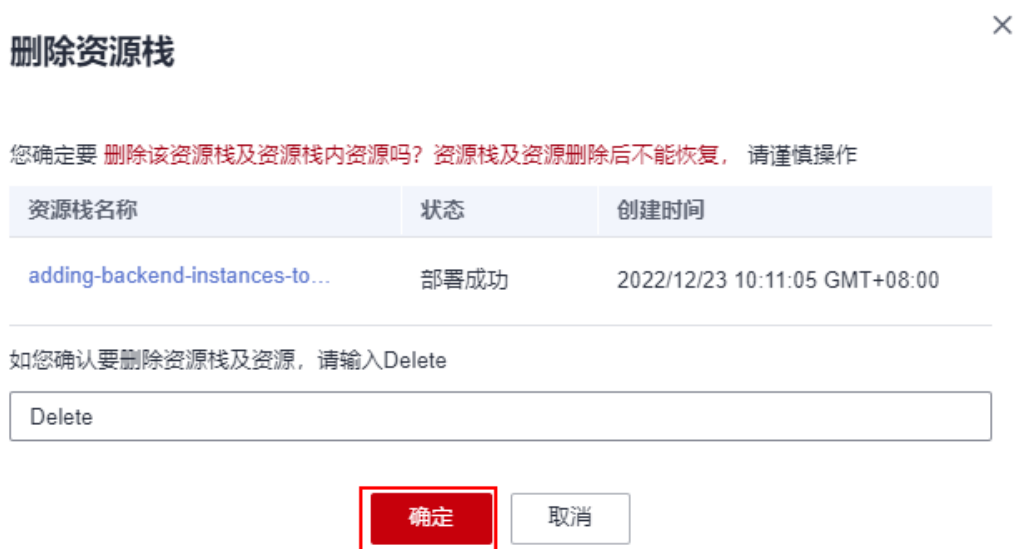 删除资源栈
您确定要 删除该资源栈及资源栈内资源吗？资源栈及资源删除后不能恢复， 请谨慎操作
资源栈名称 状态 创建时间
adding-backend-instances-to... 部署成功 2022/12/23 10:11:05 GMT+08:00
如您确认要删除资源栈及资源，请输入Delete
Delete
确定 取消